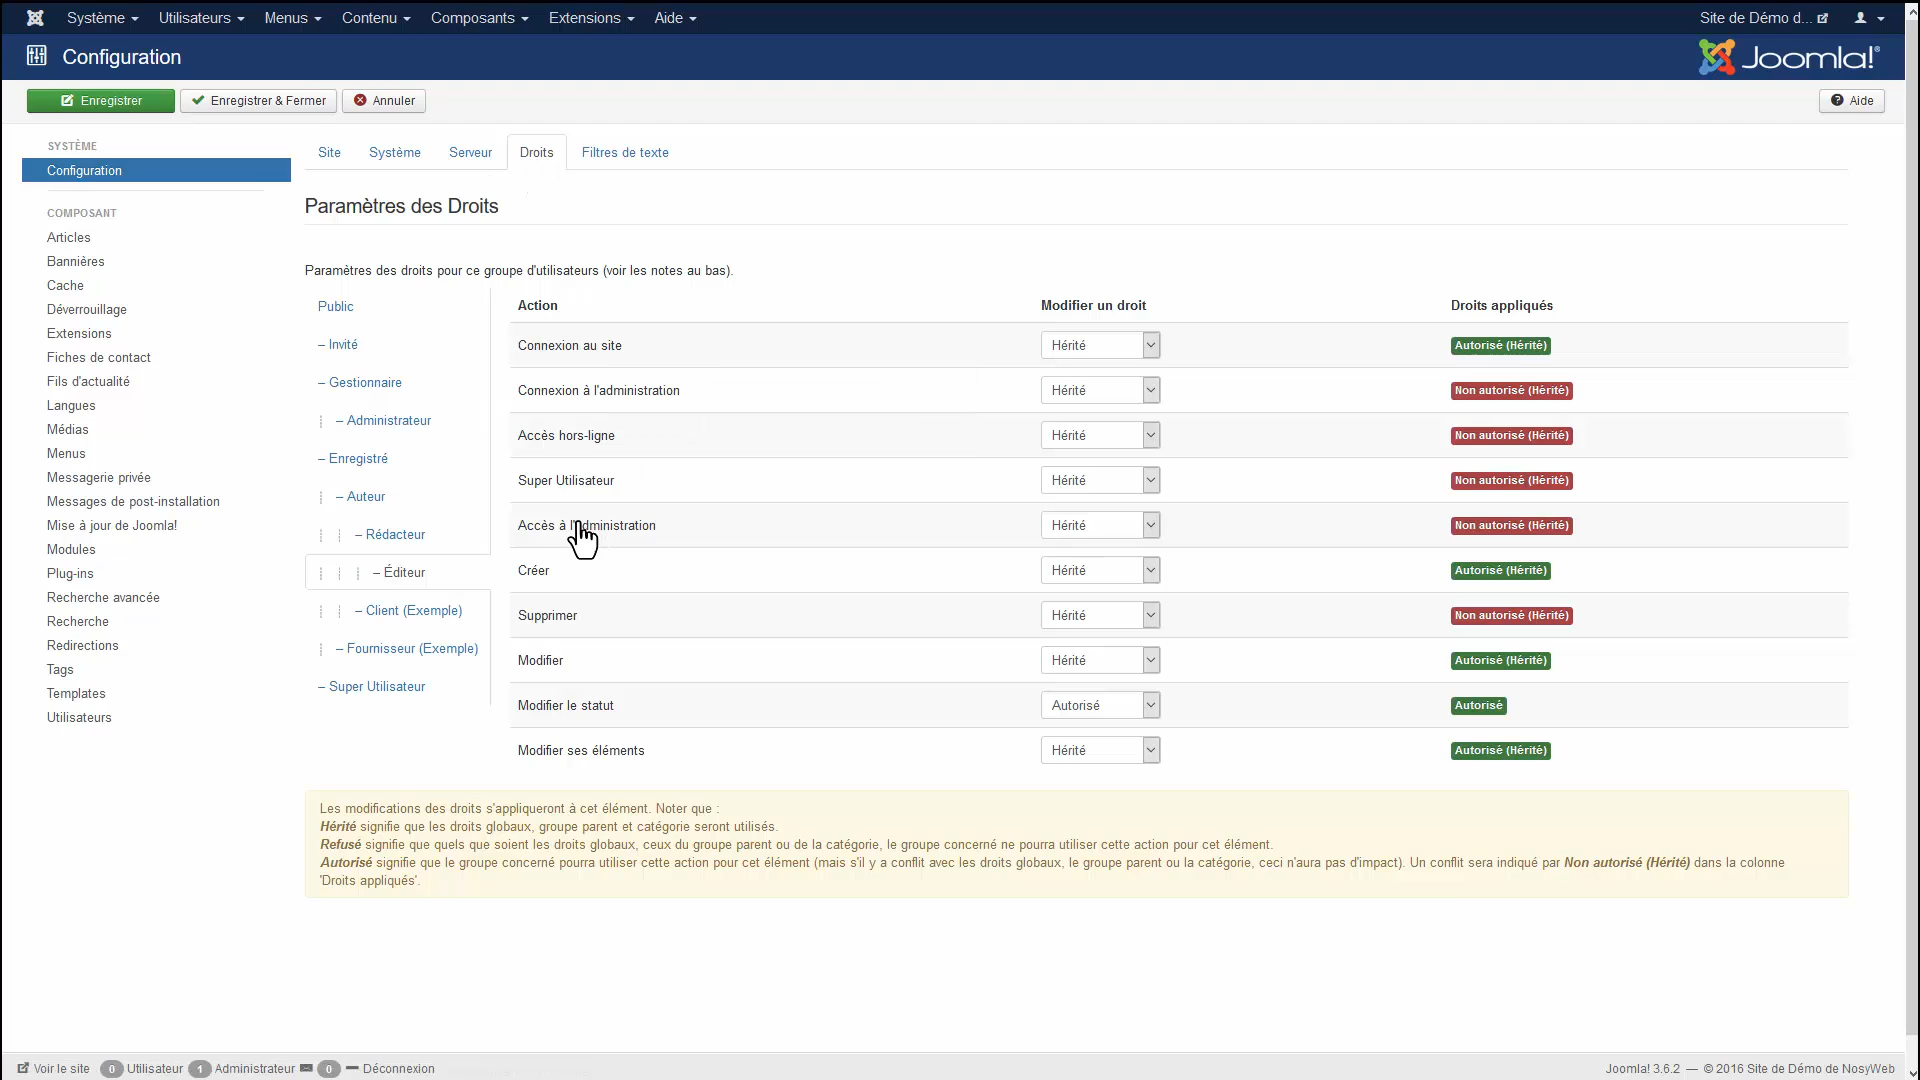 Système Utilisateurs Menus Contenu Composants Extensions Aide Site de Démo d...
Configuration Joomla!®
Enregistrer Enregistrer & Fermer Annuler Aide
SYSTÈME
Configuration
COMPOSANT
Articles
Bannières
Cache
Déverrouillage
Extensions
Fiches de contact
Fils d'actualité
Langues
Médias
Menus
Messagerie privée
Messages de post-installation
Mise à jour de Joomla!
Modules
Plug-ins
Recherche avancée
Recherche
Redirections
Tags
Templates
Utilisateurs
Site Système Serveur Droits Filtres de texte
Paramètres des Droits
Paramètres des droits pour ce groupe d'utilisateurs (voir les notes au bas).
Public
– Invité
– Gestionnaire
– Administrateur
– Enregistré
– Auteur
– Rédacteur
– Éditeur
– Client (Exemple)
– Fournisseur (Exemple)
– Super Utilisateur
Action Modifier un droit Droits appliqués
Connexion au site Hérité Autorisé (Hérité)
Connexion à l'administration Hérité Non autorisé (Hérité)
Accès hors-ligne Hérité Non autorisé (Hérité)
Super Utilisateur Hérité Non autorisé (Hérité)
Accès à l'administration Hérité Non autorisé (Hérité)
Créer Hérité Autorisé (Hérité)
Supprimer Hérité Non autorisé (Hérité)
Modifier Hérité Autorisé (Hérité)
Modifier le statut Autorisé Autorisé
Modifier ses éléments Hérité Autorisé (Hérité)
Les modifications des droits s'appliqueront à cet élément. Noter que :
Hérité signifie que les droits globaux, groupe parent et catégorie seront utilisés.
Refusé signifie que quels que soient les droits globaux, ceux du groupe parent ou de la catégorie, le groupe concerné ne pourra utiliser cette action pour cet élément.
Autorisé signifie que le groupe concerné pourra utiliser cette action pour cet élément (mais s'il y a conflit avec les droits globaux, le groupe parent ou la catégorie, ceci n'aura pas d'impact). Un conflit sera indiqué par Non autorisé (Hérité) dans la colonne
'Droits appliqués'.
Voir le site 0 Utilisateur 1 Administrateur 0 Déconnexion Joomla! 3.6.2 — © 2016 Site de Démo de NosyWeb